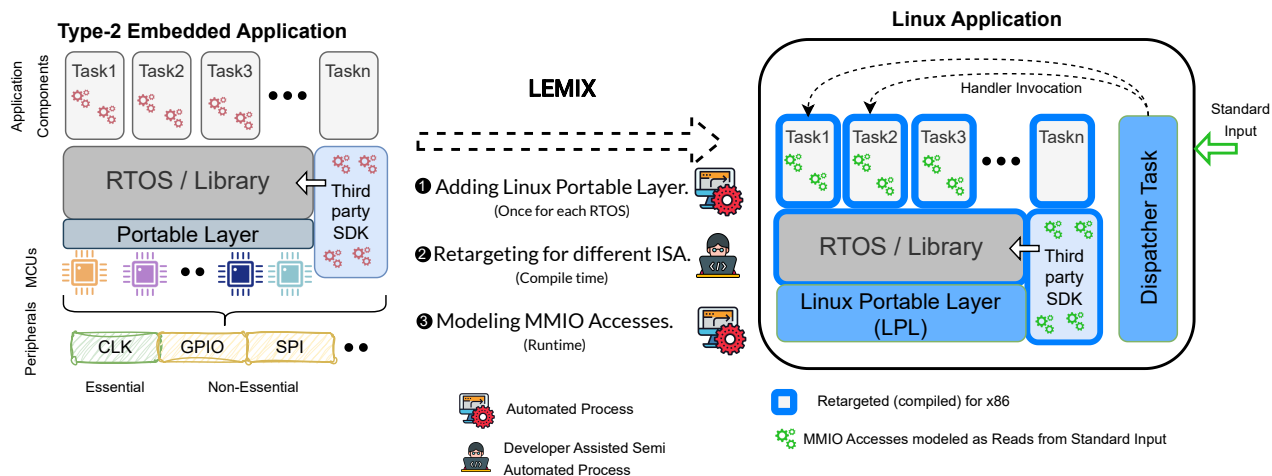 Type-2 Embedded Application
Application
Components
Task1
Task2
Task3
Taskn
RTOS / Library
Third
party
SDK
Portable Layer
MCUs
Peripherals
CLK
GPIO
SPI
Essential
Non-Essential
LEMIX
❶ Adding Linux Portable Layer.
(Once for each RTOS)
❷ Retargeting for different ISA.
(Compile time)
❸ Modeling MMIO Accesses.
(Runtime)
Automated Process
Developer Assisted Semi
Automated Process
Linux Application
Handler Invocation
Standard
Input
Task1
Task2
Task3
Taskn
RTOS / Library
Third
party
SDK
Linux Portable Layer
(LPL)
Dispatcher Task
Retargeted (compiled) for x86
MMIO Accesses modeled as Reads from Standard Input